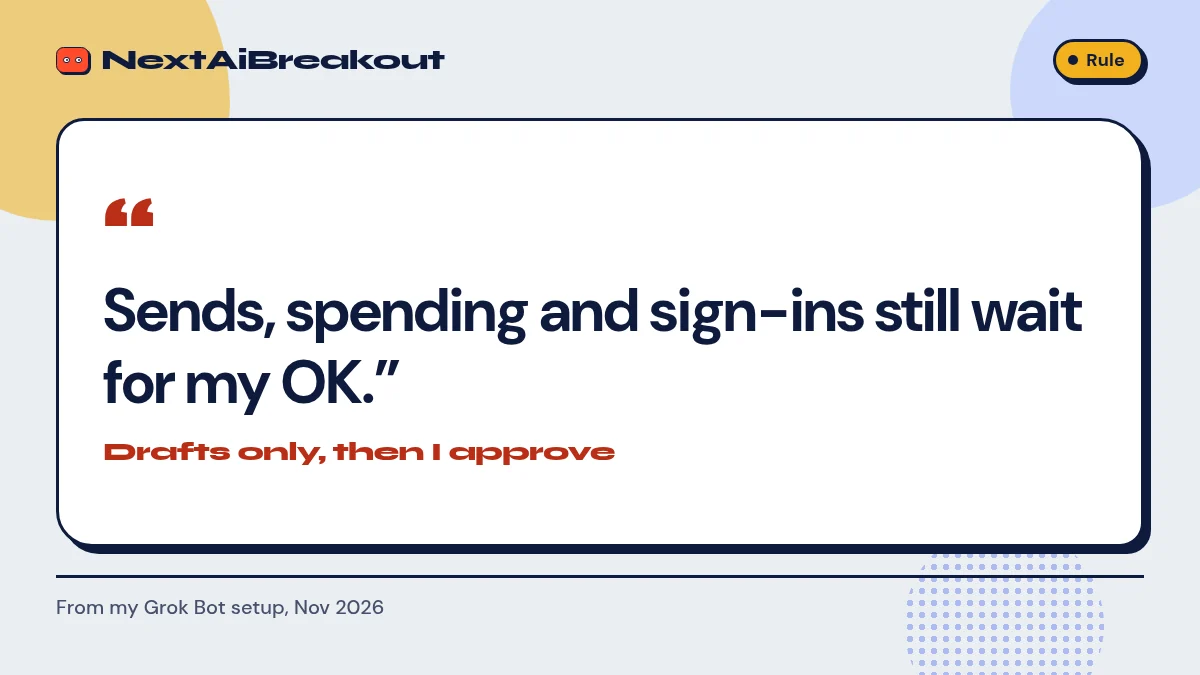 NextAiBreakout
Rule
“
Sends, spending and sign-ins still wait
for my OK.”
Drafts only, then I approve
From my Grok Bot setup, Nov 2026